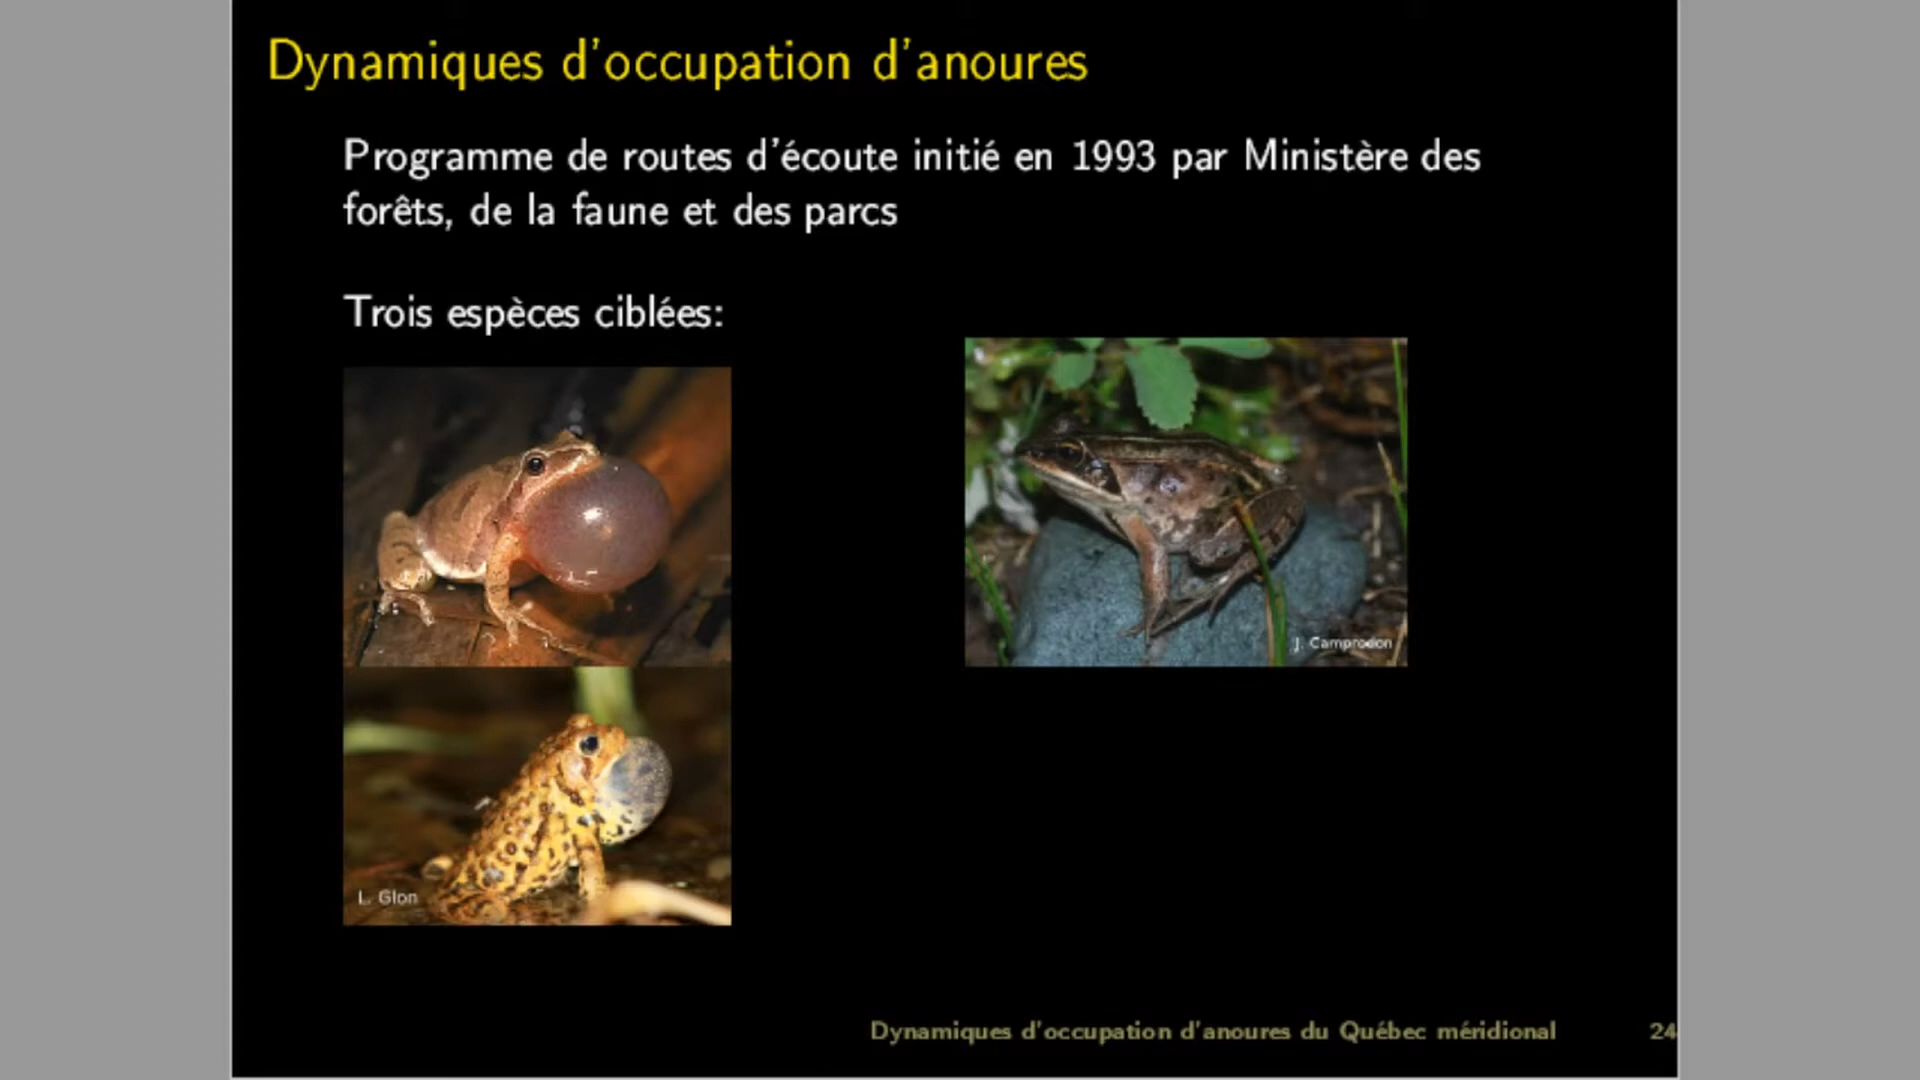 Dynamiques d'occupation d'anoures
Programme de routes d'écoute initié en 1993 par Ministère des
forêts, de la faune et des parcs
Trois espèces ciblées:
J. Camprodon
L. Glon
Dynamiques d'occupation d'anoures du Québec méridional 24